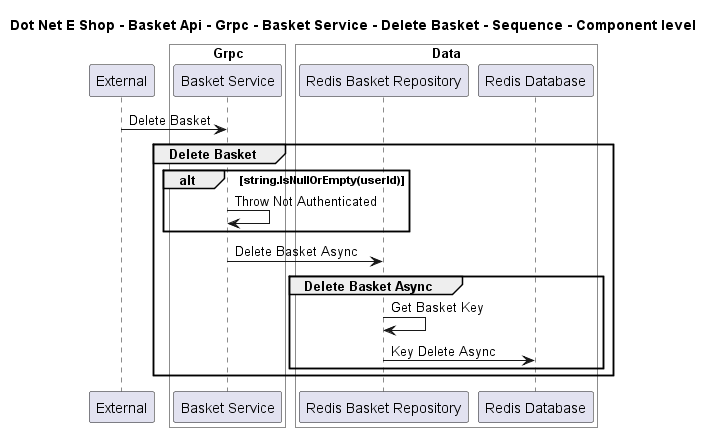 Dot Net E Shop - Basket Api - Grpc - Basket Service - Delete Basket - Sequence - Component level
Grpc
Data
External
Basket Service
Redis Basket Repository
Redis Database
Delete Basket
Delete Basket
alt
[string.IsNullOrEmpty(userId)]
Throw Not Authenticated
Delete Basket Async
Delete Basket Async
Get Basket Key
Key Delete Async
External
Basket Service
Redis Basket Repository
Redis Database